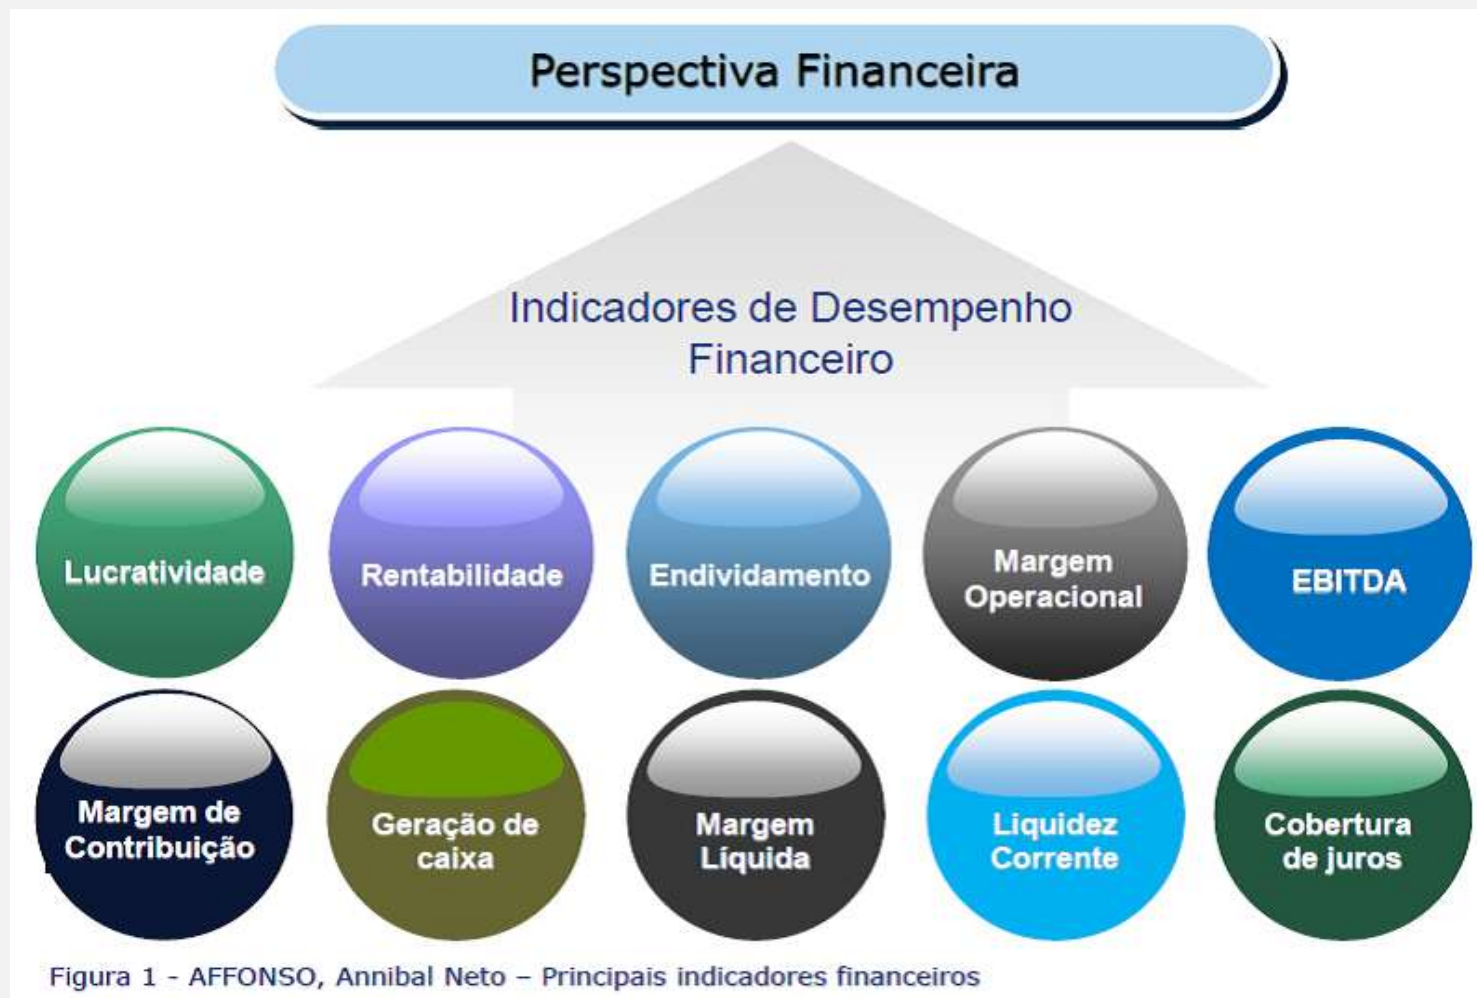 Perspectiva Financeira
Indicadores de Desempenho
Financeiro
Lucratividade
Rentabilidade
Endividamento
Margem
Operacional
EBITDA
Margem de
Contribuição
Geração de
caixa
Margem
Líquida
Liquidez
Corrente
Cobertura
de juros
Figura 1 - AFFONSO, Annibal Neto – Principais indicadores financeiros